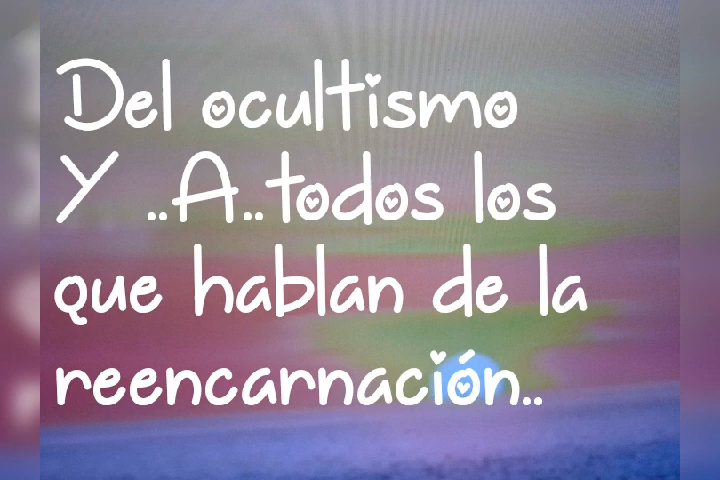 Del ocultismo
Y ..A..todos los
que hablan de la
reencarnación..